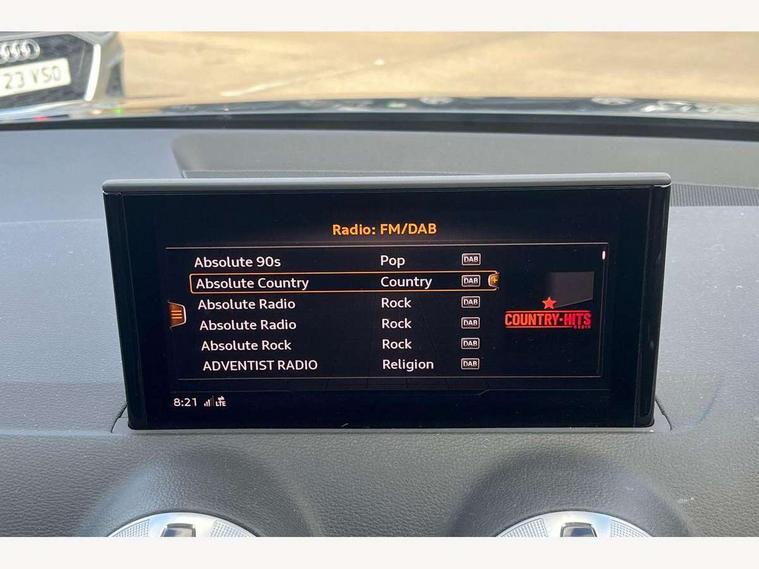 23 VSO
Radio: FM/DAB
Absolute 90s Pop DAB
Absolute Country Country DAB
Absolute Radio Rock DAB
Absolute Radio Rock DAB
Absolute Rock Rock DAB
ADVENTIST RADIO Religion DAB
COUNTRY·HITS
RADIO
8:21 LTE